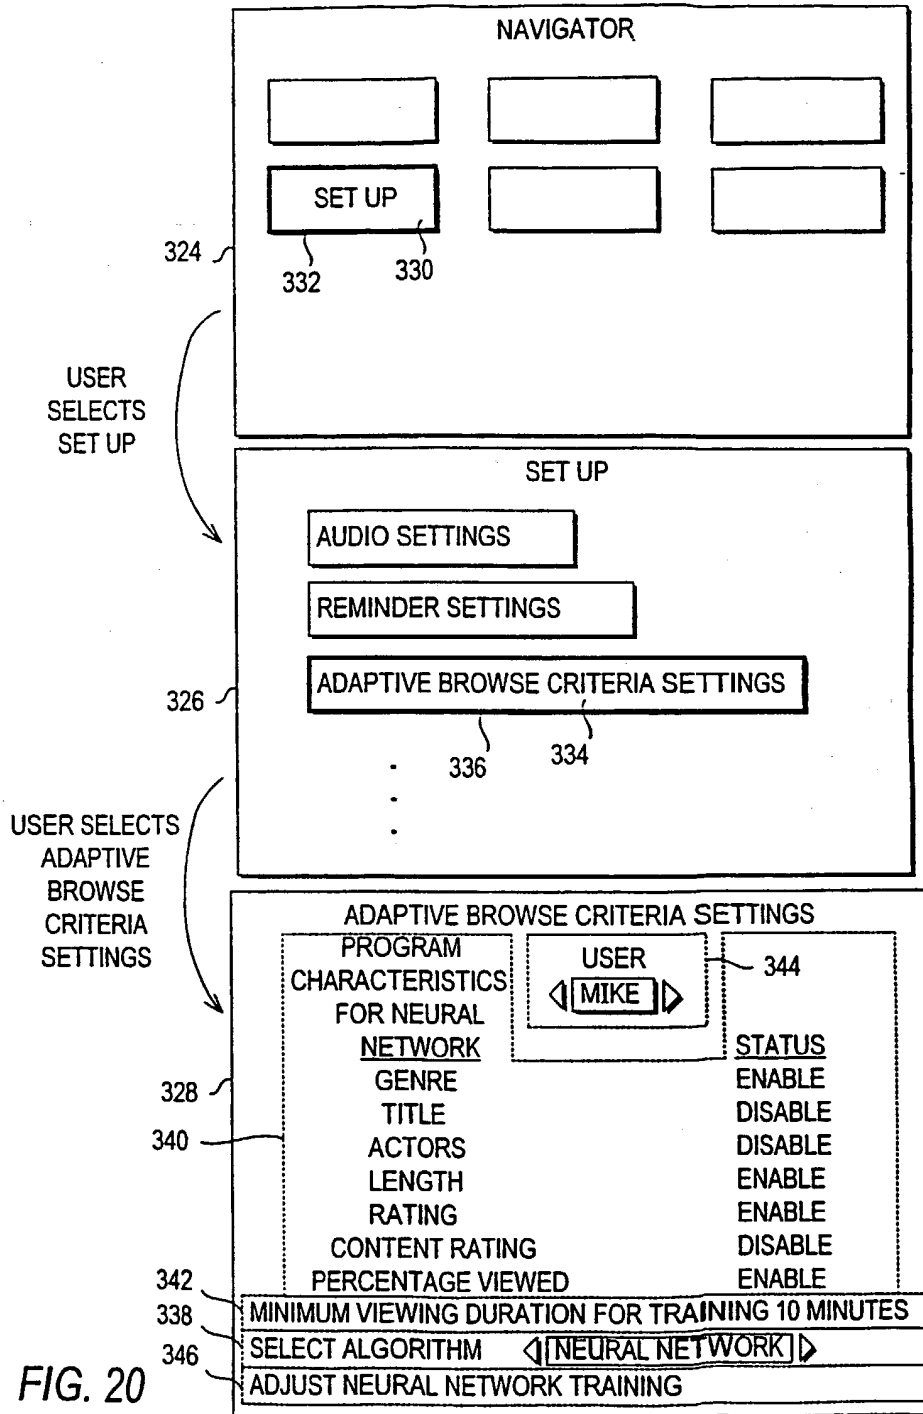 NAVIGATOR
SET UP
324
332
330
USER
SELECTS
SET UP
SET UP
AUDIO SETTINGS
REMINDER SETTINGS
ADAPTIVE BROWSE CRITERIA SETTINGS
326
336
334
USER SELECTS
ADAPTIVE
BROWSE
CRITERIA
SETTINGS
ADAPTIVE BROWSE CRITERIA SETTINGS
PROGRAM
CHARACTERISTICS
FOR NEURAL
NETWORK
USER
MIKE
344
STATUS
328
GENRE ENABLE
TITLE DISABLE
340
ACTORS DISABLE
LENGTH ENABLE
RATING ENABLE
CONTENT RATING DISABLE
PERCENTAGE VIEWED ENABLE
342
MINIMUM VIEWING DURATION FOR TRAINING 10 MINUTES
338
SELECT ALGORITHM NEURAL NETWORK
346
ADJUST NEURAL NETWORK TRAINING
FIG. 20